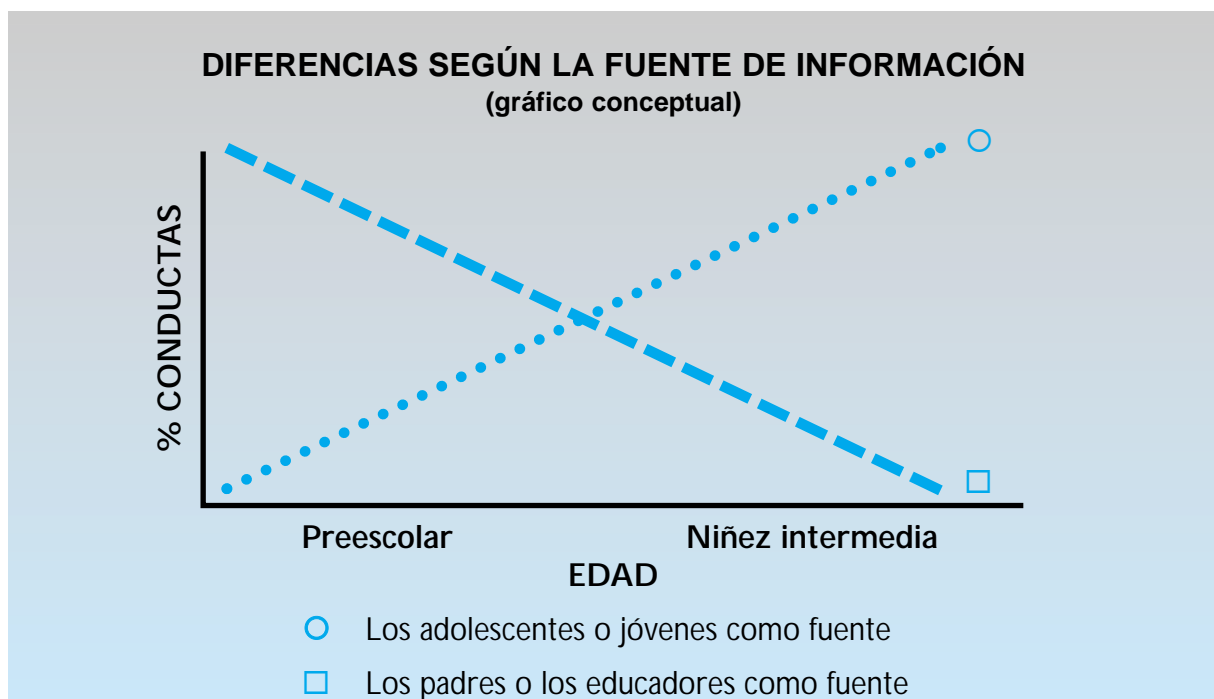 DIFERENCIAS SEGÚN LA FUENTE DE INFORMACIÓN
(gráfico conceptual)
% CONDUCTAS
Preescolar
Niñez intermedia
EDAD
Los adolescentes o jóvenes como fuente
Los padres o los educadores como fuente